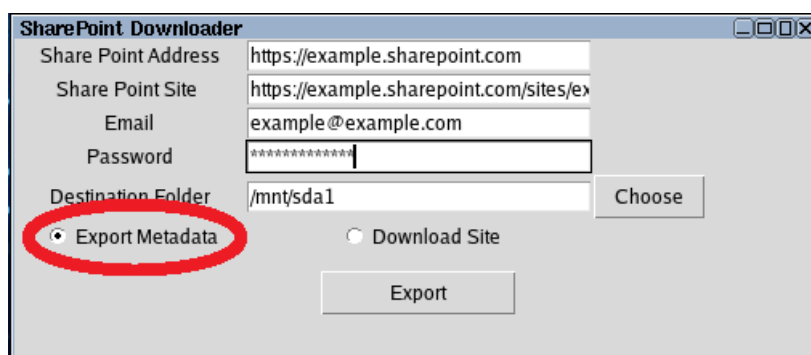 SharePoint Downloader
Share Point Address https://example.sharepoint.com
Share Point Site https://example.sharepoint.com/sites/ex
Email example@example.com
Password *************
Destination Folder /mnt/sda1 Choose
Export Metadata Download Site
Export